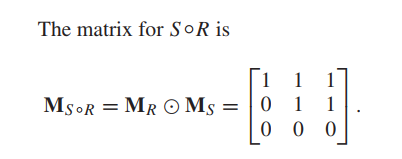 The matrix for S∘R is
1 1 1
M_{S∘R} = M_R ⊙ M_S = 0 1 1 .
0 0 0